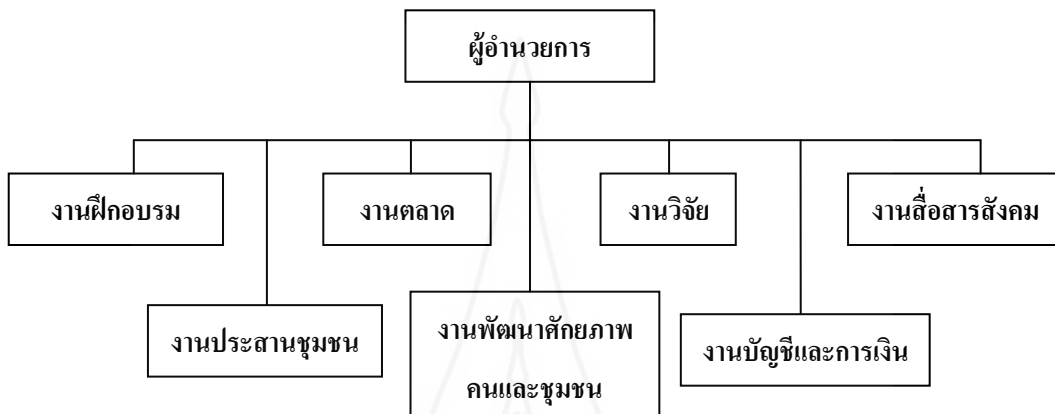 ผู้อำนวยการ
งานฝึกอบรม
งานตลาด
งานวิจัย
งานสื่อสารสังคม
งานประสานชุมชน
งานพัฒนาศักยภาพ
คนและชุมชน
งานบัญชีและการเงิน